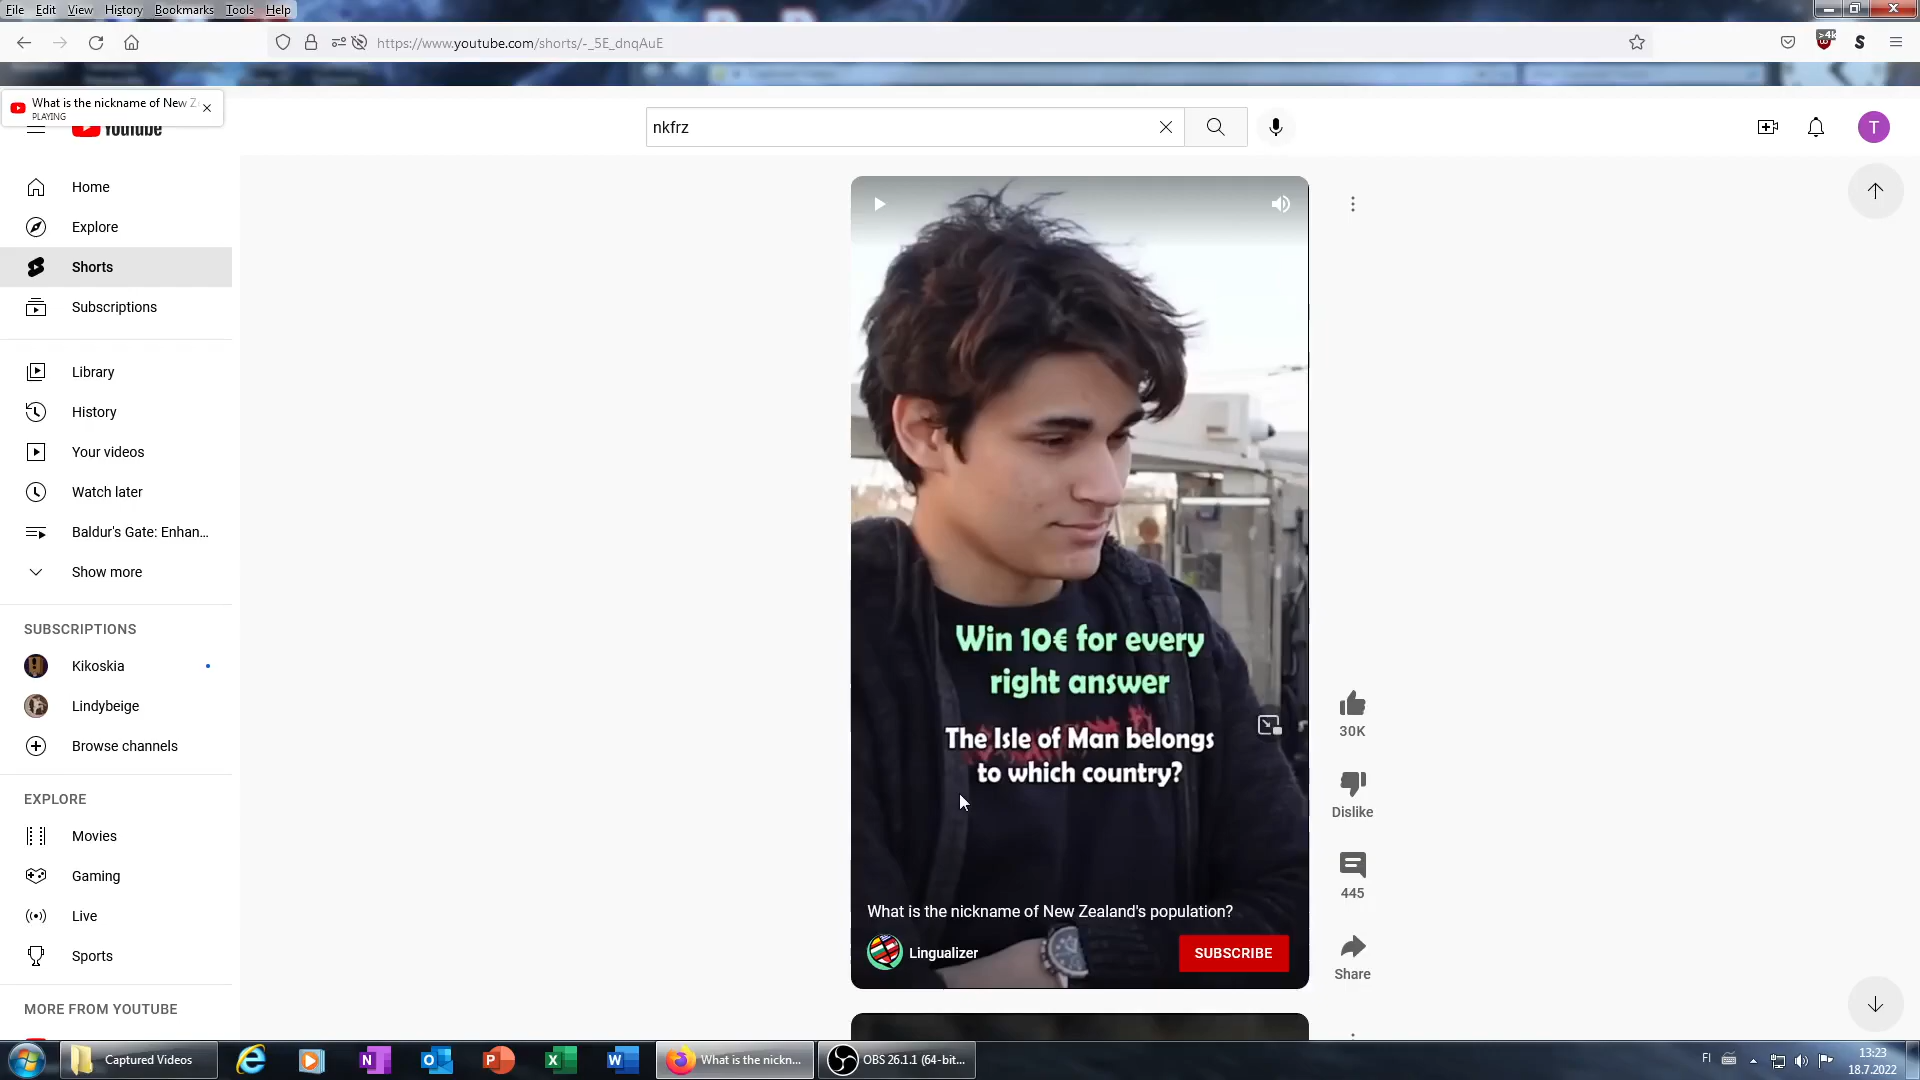 File Edit View History Bookmarks Tools Help
https://www.youtube.com/shorts/-_5E_dnqAuE
>4k
What is the nickname of New Z
PLAYING
YouTube
nkfrz
T
Home
Explore
Shorts
Subscriptions
Library
History
Your videos
Watch later
Baldur's Gate: Enhan...
Show more
SUBSCRIPTIONS
Kikoskia
Lindybeige
Browse channels
EXPLORE
Movies
Gaming
Live
Sports
MORE FROM YOUTUBE
Win 10€ for every
right answer
The Isle of Man belongs
to which country?
What is the nickname of New Zealand's population?
Lingualizer
SUBSCRIBE
30K
Dislike
445
Share
Captured Videos
What is the nickn...
OBS 26.1.1 (64-bit...
FI
13:23
18.7.2022